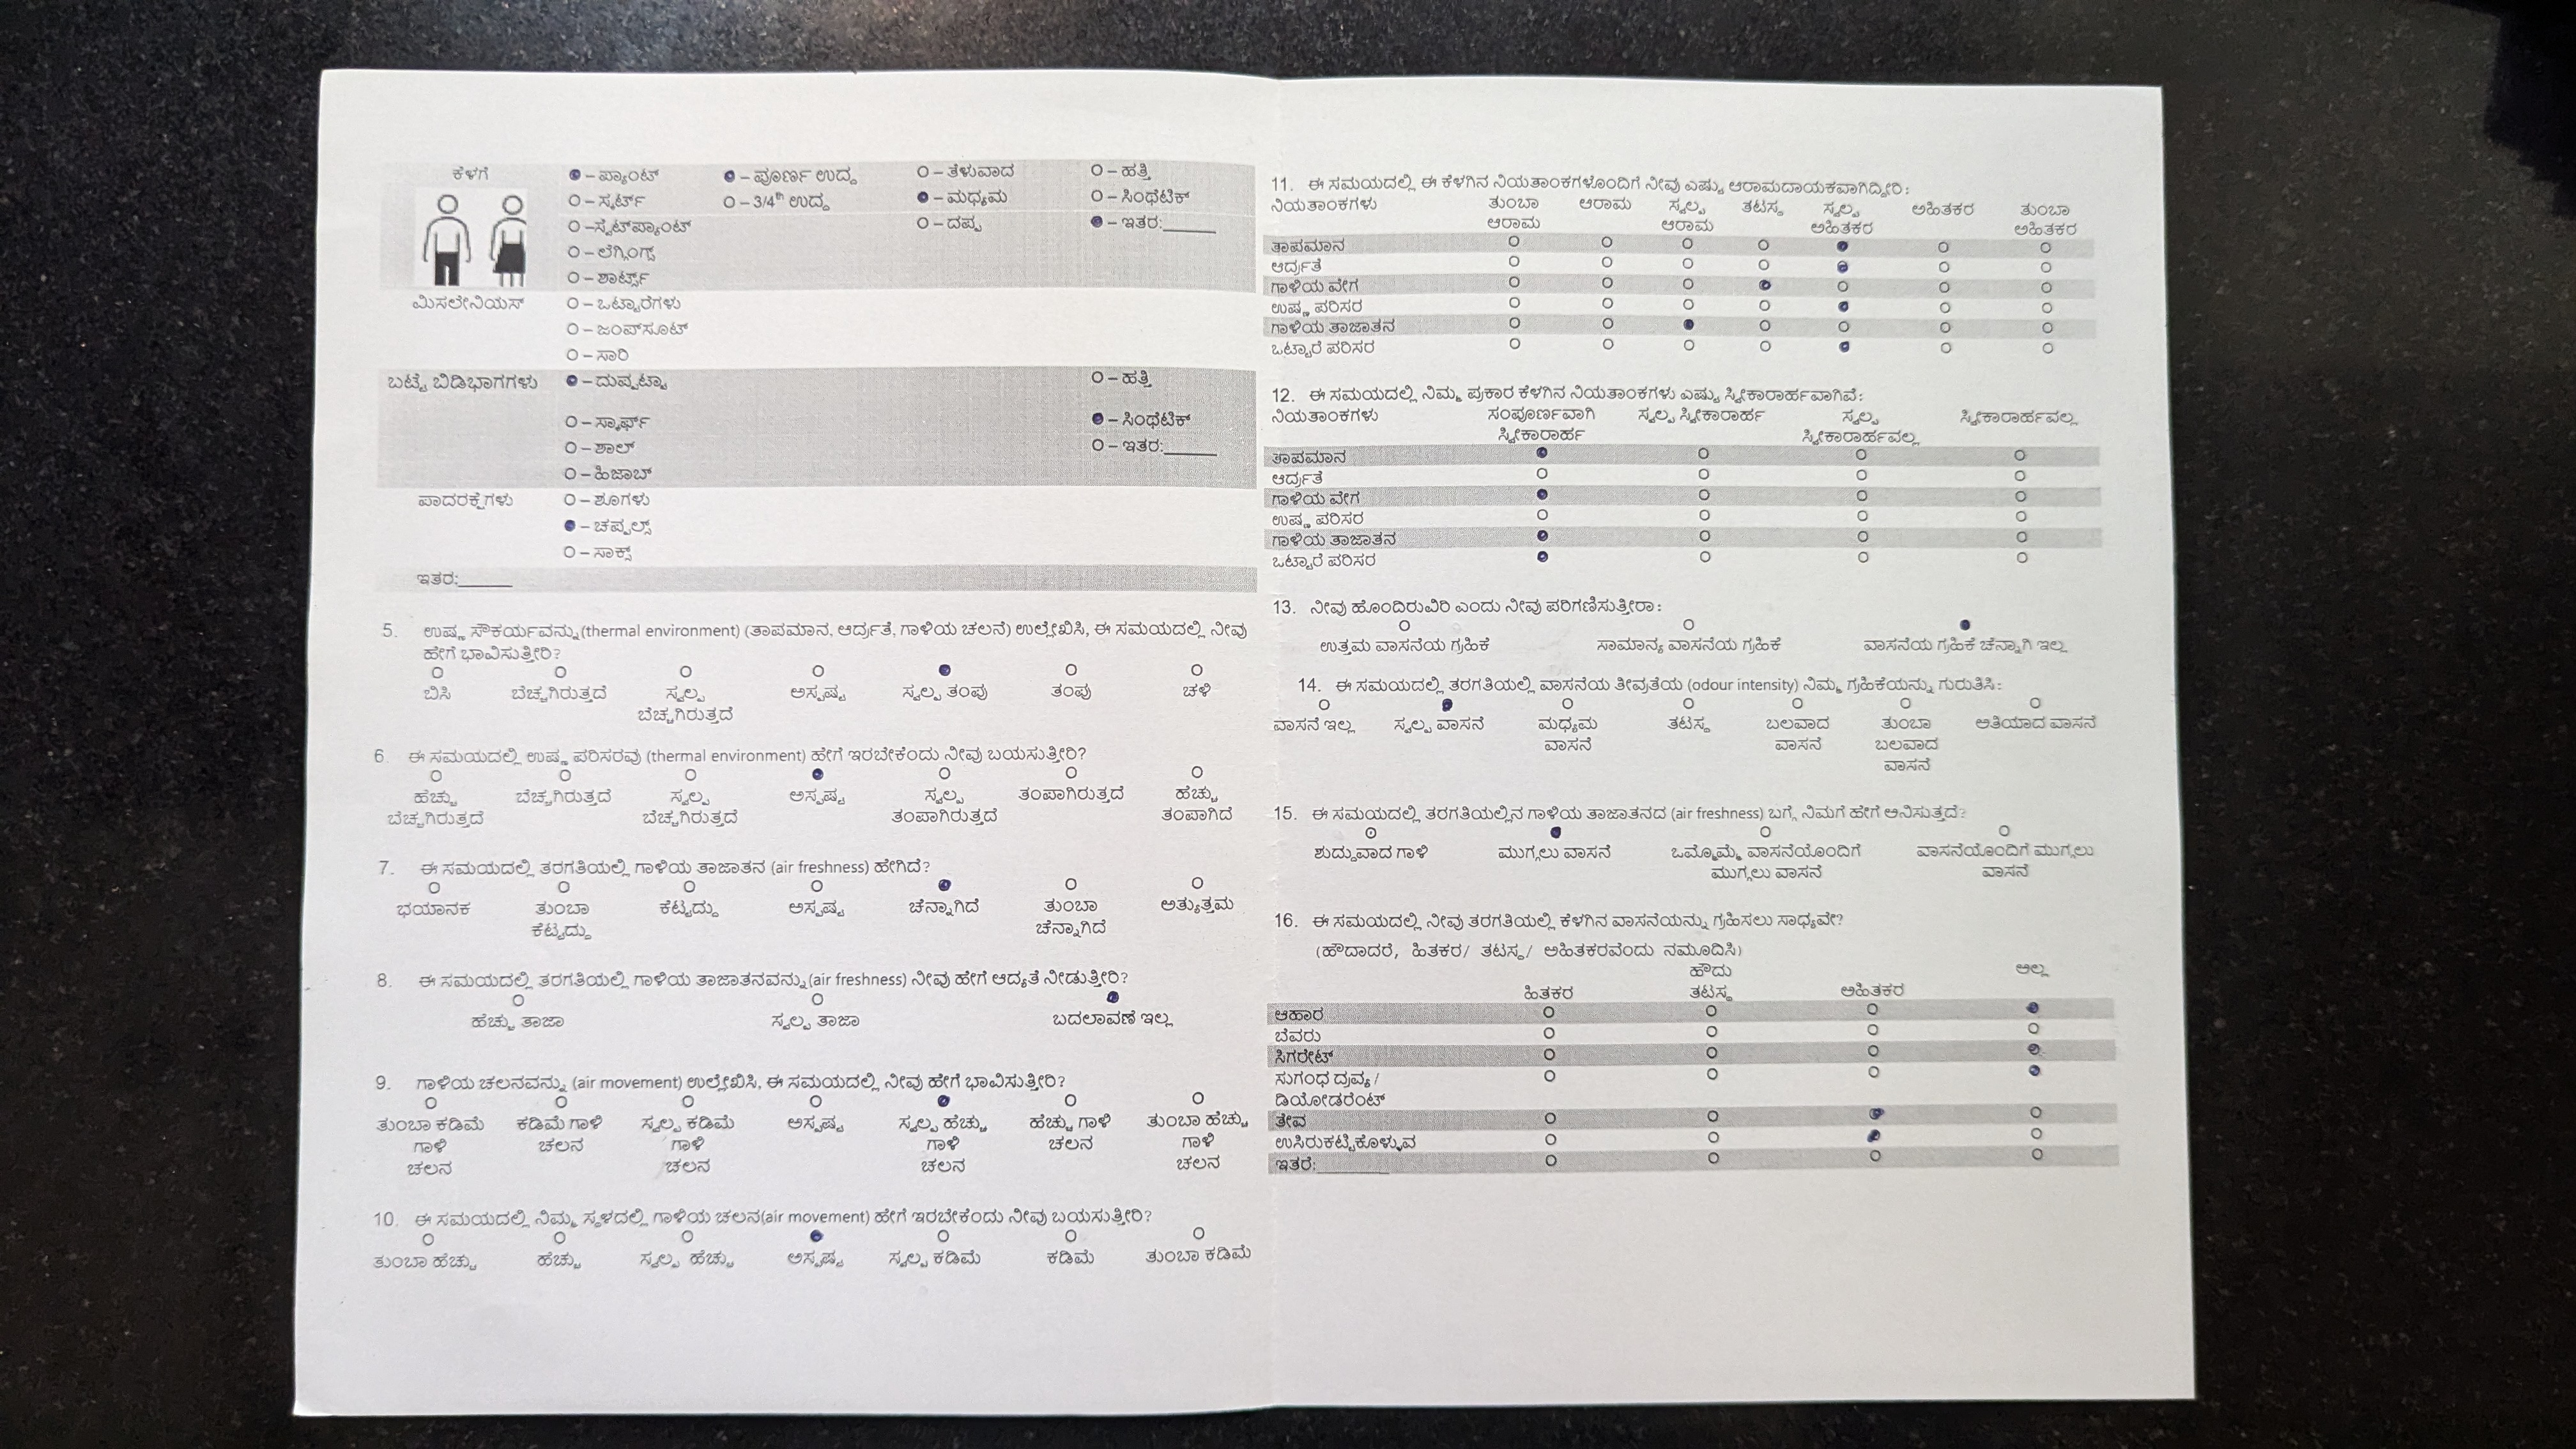 ಕೆಳಗೆ
– ಪ್ಯಾಂಟ್ – ಪೂರ್ಣ ಉದ್ದ – ತೆಳುವಾದ – ಹತ್ತಿ
– ಸ್ಕರ್ಟ್ – 3/4th ಉದ್ದ – ಮಧ್ಯಮ – ಸಿಂಥೆಟಿಕ್
– ಸ್ವೆಟ್‌ಪ್ಯಾಂಟ್ – ದಪ್ಪ – ಇತರ:______
– ಲೆಗ್ಗಿಂಗ್ಸ್
– ಶಾರ್ಟ್ಸ್
ಮಿಸಲೇನಿಯಸ್ – ಒಟ್ಟಾರೆಗಳು
– ಜಂಪ್‌ಸೂಟ್
– ಸಾರಿ
ಬಟ್ಟೆ ಬಿಡಿಭಾಗಗಳು – ದುಪ್ಪಟ್ಟಾ – ಹತ್ತಿ
– ಸ್ಕಾರ್ಫ್ – ಸಿಂಥೆಟಿಕ್
– ಶಾಲ್ – ಇತರ:______
– ಹಿಜಾಬ್
ಪಾದರಕ್ಷೆಗಳು – ಶೂಗಳು
– ಚಪ್ಪಲ್ಸ್
– ಸಾಕ್ಸ್
ಇತರ:______
5. ಉಷ್ಣ ಸೌಕರ್ಯವನ್ನು (thermal environment) (ತಾಪಮಾನ, ಆರ್ದ್ರತೆ, ಗಾಳಿಯ ಚಲನೆ) ಉಲ್ಲೇಖಿಸಿ, ಈ ಸಮಯದಲ್ಲಿ ನೀವು
ಹೇಗೆ ಭಾವಿಸುತ್ತೀರಿ?
ಬಿಸಿ ಬೆಚ್ಚಗಿರುತ್ತದೆ ಸ್ವಲ್ಪ ಅಸ್ಪಷ್ಟ ಸ್ವಲ್ಪ ತಂಪು ತಂಪು ಚಳಿ
ಬೆಚ್ಚಗಿರುತ್ತದೆ
6. ಈ ಸಮಯದಲ್ಲಿ ಉಷ್ಣ ಪರಿಸರವು (thermal environment) ಹೇಗೆ ಇರಬೇಕೆಂದು ನೀವು ಬಯಸುತ್ತೀರಿ?
ಹೆಚ್ಚು ಬೆಚ್ಚಗಿರುತ್ತದೆ ಸ್ವಲ್ಪ ಅಸ್ಪಷ್ಟ ಸ್ವಲ್ಪ ತಂಪಾಗಿರುತ್ತದೆ ಹೆಚ್ಚು
ಬೆಚ್ಚಗಿರುತ್ತದೆ ಬೆಚ್ಚಗಿರುತ್ತದೆ ತಂಪಾಗಿರುತ್ತದೆ ತಂಪಾಗಿದೆ
7. ಈ ಸಮಯದಲ್ಲಿ ತರಗತಿಯಲ್ಲಿ ಗಾಳಿಯ ತಾಜಾತನ (air freshness) ಹೇಗಿದೆ?
ಭಯಾನಕ ತುಂಬಾ ಕೆಟ್ಟದ್ದು ಅಸ್ಪಷ್ಟ ಚೆನ್ನಾಗಿದೆ ತುಂಬಾ ಅತ್ಯುತ್ತಮ
ಕೆಟ್ಟದ್ದು ಚೆನ್ನಾಗಿದೆ
8. ಈ ಸಮಯದಲ್ಲಿ ತರಗತಿಯಲ್ಲಿ ಗಾಳಿಯ ತಾಜಾತನವನ್ನು (air freshness) ನೀವು ಹೇಗೆ ಆದ್ಯತೆ ನೀಡುತ್ತೀರಿ?
ಹೆಚ್ಚು ತಾಜಾ ಸ್ವಲ್ಪ ತಾಜಾ ಬದಲಾವಣೆ ಇಲ್ಲ
9. ಗಾಳಿಯ ಚಲನವನ್ನು (air movement) ಉಲ್ಲೇಖಿಸಿ, ಈ ಸಮಯದಲ್ಲಿ ನೀವು ಹೇಗೆ ಭಾವಿಸುತ್ತೀರಿ?
ತುಂಬಾ ಕಡಿಮೆ ಕಡಿಮೆ ಗಾಳಿ ಸ್ವಲ್ಪ ಕಡಿಮೆ ಅಸ್ಪಷ್ಟ ಸ್ವಲ್ಪ ಹೆಚ್ಚು ಹೆಚ್ಚು ಗಾಳಿ ತುಂಬಾ ಹೆಚ್ಚು
ಗಾಳಿ ಚಲನ ಗಾಳಿ ಗಾಳಿ ಚಲನ ಗಾಳಿ
ಚಲನ ಚಲನ ಚಲನ ಚಲನ
10. ಈ ಸಮಯದಲ್ಲಿ ನಿಮ್ಮ ಸ್ಥಳದಲ್ಲಿ ಗಾಳಿಯ ಚಲನ(air movement) ಹೇಗೆ ಇರಬೇಕೆಂದು ನೀವು ಬಯಸುತ್ತೀರಿ?
ತುಂಬಾ ಹೆಚ್ಚು ಹೆಚ್ಚು ಸ್ವಲ್ಪ ಹೆಚ್ಚು ಅಸ್ಪಷ್ಟ ಸ್ವಲ್ಪ ಕಡಿಮೆ ಕಡಿಮೆ ತುಂಬಾ ಕಡಿಮೆ
11. ಈ ಸಮಯದಲ್ಲಿ ಈ ಕೆಳಗಿನ ನಿಯತಾಂಕಗಳೊಂದಿಗೆ ನೀವು ಎಷ್ಟು ಆರಾಮದಾಯಕವಾಗಿದ್ದೀರಿ:
ನಿಯತಾಂಕಗಳು ತುಂಬಾ ಆರಾಮ ಸ್ವಲ್ಪ ತಟಸ್ಥ ಸ್ವಲ್ಪ ಅಹಿತಕರ ತುಂಬಾ
ಆರಾಮ ಆರಾಮ ಅಹಿತಕರ ಅಹಿತಕರ
ತಾಪಮಾನ
ಆರ್ದ್ರತೆ
ಗಾಳಿಯ ವೇಗ
ಉಷ್ಣ ಪರಿಸರ
ಗಾಳಿಯ ತಾಜಾತನ
ಒಟ್ಟಾರೆ ಪರಿಸರ
12. ಈ ಸಮಯದಲ್ಲಿ ನಿಮ್ಮ ಪ್ರಕಾರ ಕೆಳಗಿನ ನಿಯತಾಂಕಗಳು ಎಷ್ಟು ಸ್ವೀಕಾರಾರ್ಹವಾಗಿವೆ:
ನಿಯತಾಂಕಗಳು ಸಂಪೂರ್ಣವಾಗಿ ಸ್ವಲ್ಪ ಸ್ವೀಕಾರಾರ್ಹ ಸ್ವಲ್ಪ ಸ್ವೀಕಾರಾರ್ಹವಲ್ಲ
ಸ್ವೀಕಾರಾರ್ಹ ಸ್ವೀಕಾರಾರ್ಹವಲ್ಲ
ತಾಪಮಾನ
ಆರ್ದ್ರತೆ
ಗಾಳಿಯ ವೇಗ
ಉಷ್ಣ ಪರಿಸರ
ಗಾಳಿಯ ತಾಜಾತನ
ಒಟ್ಟಾರೆ ಪರಿಸರ
13. ನೀವು ಹೊಂದಿರುವಿರಿ ಎಂದು ನೀವು ಪರಿಗಣಿಸುತ್ತೀರಾ:
ಉತ್ತಮ ವಾಸನೆಯ ಗ್ರಹಿಕೆ ಸಾಮಾನ್ಯ ವಾಸನೆಯ ಗ್ರಹಿಕೆ ವಾಸನೆಯ ಗ್ರಹಿಕೆ ಚೆನ್ನಾಗಿ ಇಲ್ಲ
14. ಈ ಸಮಯದಲ್ಲಿ ತರಗತಿಯಲ್ಲಿ ವಾಸನೆಯ ತೀವ್ರತೆಯ (odour intensity) ನಿಮ್ಮ ಗ್ರಹಿಕೆಯನ್ನು ಗುರುತಿಸಿ:
ವಾಸನೆ ಇಲ್ಲ ಸ್ವಲ್ಪ ವಾಸನೆ ಮಧ್ಯಮ ತಟಸ್ಥ ಬಲವಾದ ತುಂಬಾ ಅತಿಯಾದ ವಾಸನೆ
ವಾಸನೆ ವಾಸನೆ ಬಲವಾದ
ವಾಸನೆ
15. ಈ ಸಮಯದಲ್ಲಿ ತರಗತಿಯಲ್ಲಿನ ಗಾಳಿಯ ತಾಜಾತನದ (air freshness) ಬಗ್ಗೆ ನಿಮಗೆ ಹೇಗೆ ಅನಿಸುತ್ತದೆ?
ಶುದ್ಧುವಾದ ಗಾಳಿ ಮುಗ್ಗಲು ವಾಸನೆ ಒಮ್ಮೊಮ್ಮೆ ವಾಸನೆಯೊಂದಿಗೆ ವಾಸನೆಯೊಂದಿಗೆ ಮುಗ್ಗಲು
ಮುಗ್ಗಲು ವಾಸನೆ ವಾಸನೆ
16. ಈ ಸಮಯದಲ್ಲಿ ನೀವು ತರಗತಿಯಲ್ಲಿ ಕೆಳಗಿನ ವಾಸನೆಯನ್ನು ಗ್ರಹಿಸಲು ಸಾಧ್ಯವೇ?
(ಹೌದಾದರೆ, ಹಿತಕರ/ ತಟಸ್ಥ/ ಅಹಿತಕರವೆಂದು ನಮೂದಿಸಿ)
ಹೌದು ಅಲ್ಲ
ಹಿತಕರ ತಟಸ್ಥ ಅಹಿತಕರ
ಆಹಾರ
ಬೆವರು
ಸಿಗರೇಟ್
ಸುಗಂಧ ದ್ರವ್ಯ /
ಡಿಯೋಡರೆಂಟ್
ತೇವ
ಉಸಿರುಕಟ್ಟಿಕೊಳ್ಳುವ
ಇತರೆ:________